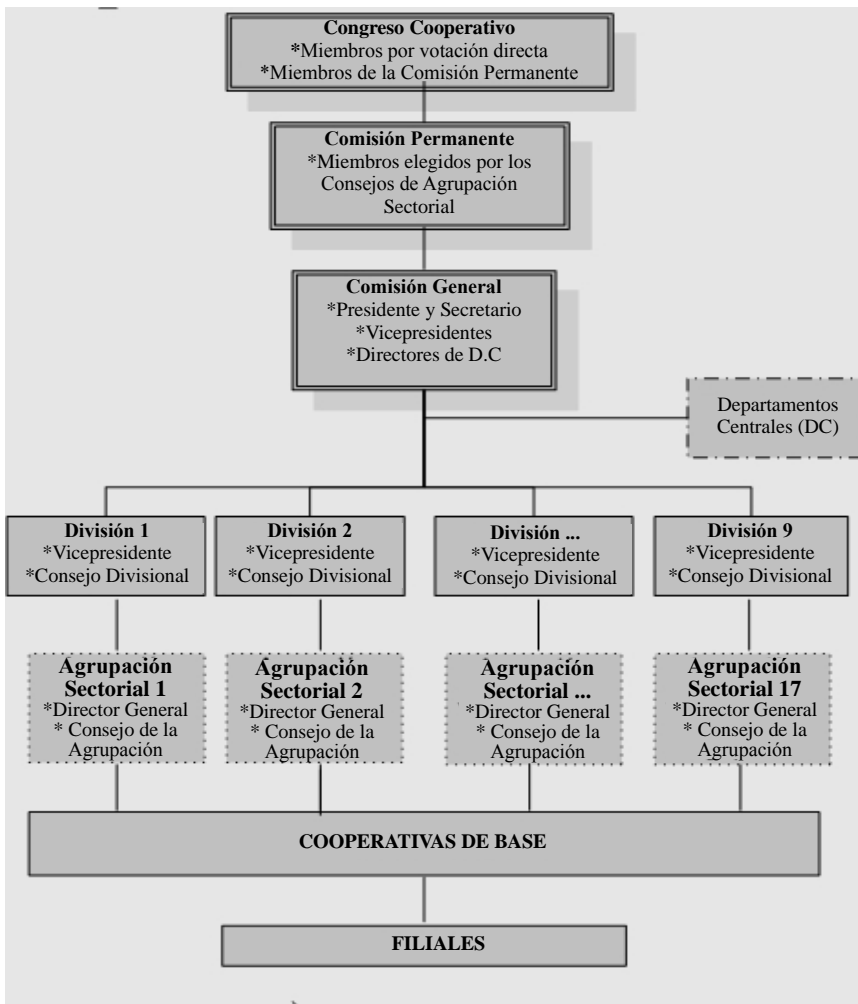 Congreso Cooperativo
*Miembros por votación directa
*Miembros de la Comisión Permanente
Comisión Permanente
*Miembros elegidos por los
Consejos de Agrupación
Sectorial
Comisión General
*Presidente y Secretario
*Vicepresidentes
*Directores de D.C
Departamentos
Centrales (DC)
División 1
*Vicepresidente
*Consejo Divisional
División 2
*Vicepresidente
*Consejo Divisional
División ...
*Vicepresidente
*Consejo Divisional
División 9
*Vicepresidente
*Consejo Divisional
Agrupación
Sectorial 1
*Director General
* Consejo de la
Agrupación
Agrupación
Sectorial 2
*Director General
* Consejo de la
Agrupación
Agrupación
Sectorial ...
*Director General
* Consejo de la
Agrupación
Agrupación
Sectorial 17
*Director General
* Consejo de la
Agrupación
COOPERATIVAS DE BASE
FILIALES